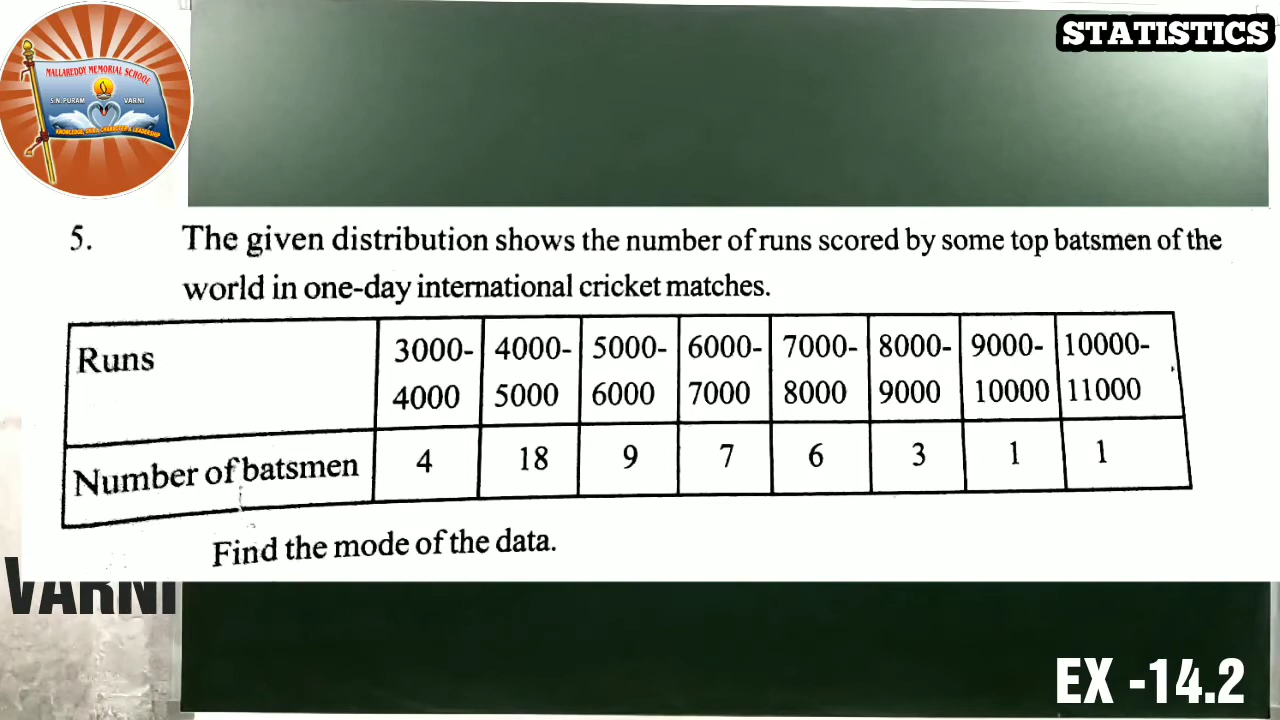 STATISTICS
MALLAREDDY MEMORIAL SCHOOL
S.N.PURAM VARNI
KNOWLEDGE, CHARACTER & LEADERSHIP
5. The given distribution shows the number of runs scored by some top batsmen of the
world in one-day international cricket matches.
Runs 3000- 4000- 5000- 6000- 7000- 8000- 9000- 10000-
4000 5000 6000 7000 8000 9000 10000 11000
Number of batsmen 4 18 9 7 6 3 1 1
Find the mode of the data.
VARNI
EX -14.2